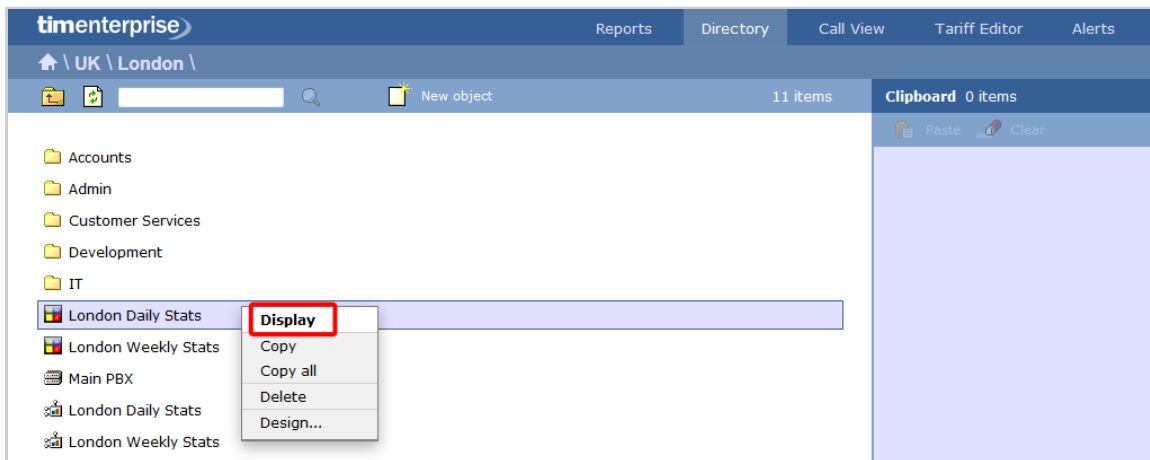 timenterprise
Reports Directory Call View Tariff Editor Alerts
\ UK \ London \
New object 11 items Clipboard 0 items
Paste Clear
Accounts
Admin
Customer Services
Development
IT
London Daily Stats
Display
London Weekly Stats
Copy
Main PBX
Copy all
Delete
London Daily Stats
Design...
London Weekly Stats